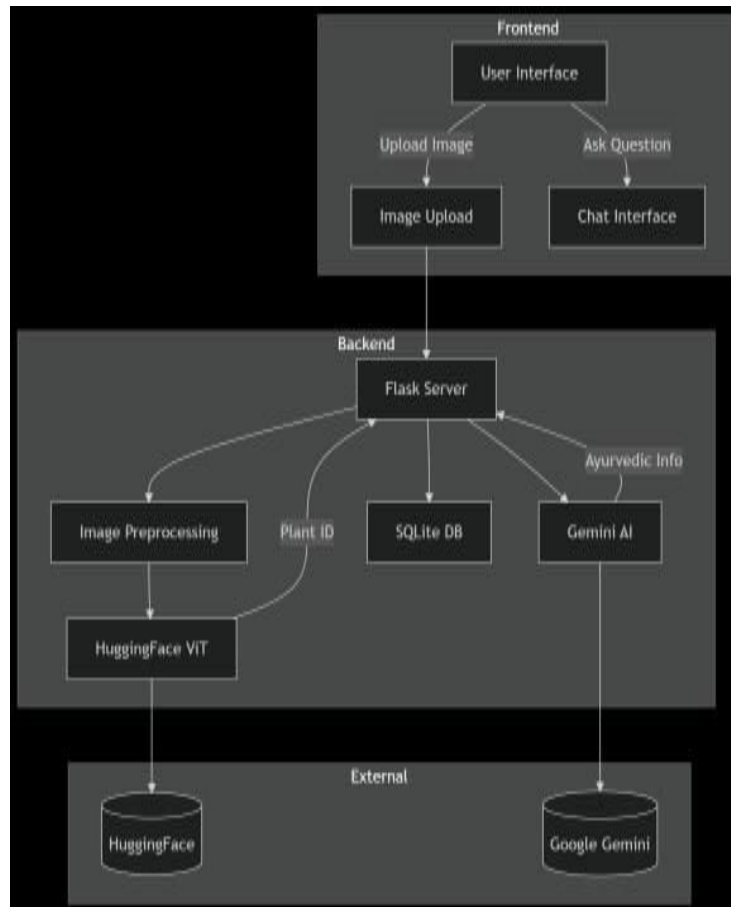 Frontend
User Interface
Upload Image
Ask Question
Image Upload
Chat Interface
Backend
Flask Server
Ayurvedic Info
Image Preprocessing
Plant ID
SQLite DB
Gemini AI
HuggingFace ViT
External
HuggingFace
Google Gemini